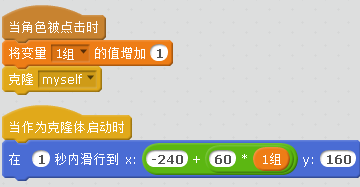 当角色被点击时
将变量 1组 的值增加 1
克隆 myself
当作为克隆体启动时
在 1 秒内滑行到 x: -240 + 60 * 1组 y: 160